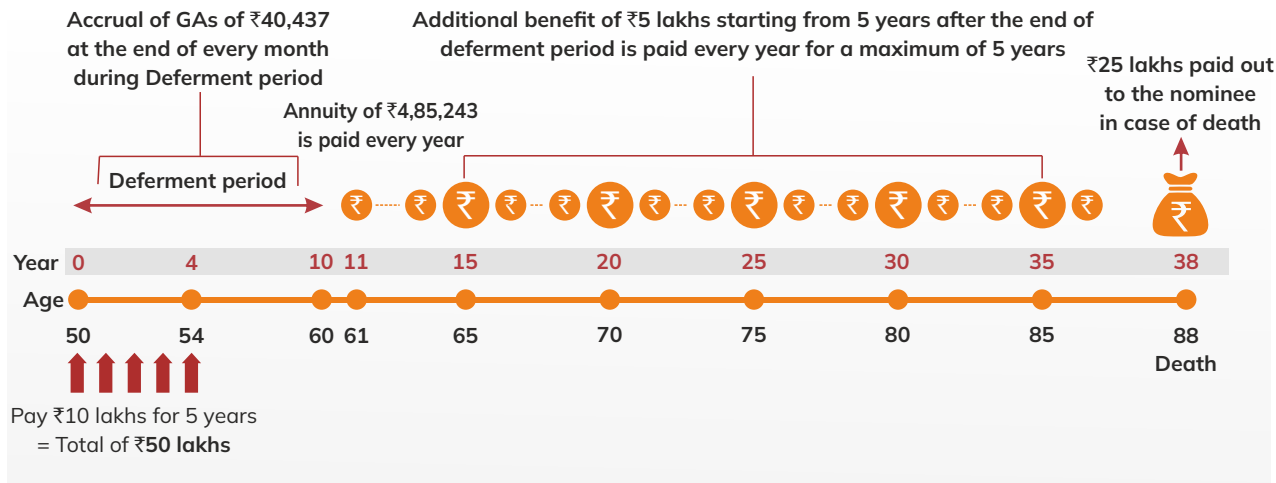 Accrual of GAs of ₹40,437
at the end of every month
during Deferment period
Additional benefit of ₹5 lakhs starting from 5 years after the end of
deferment period is paid every year for a maximum of 5 years
₹25 lakhs paid out
to the nominee
in case of death
Annuity of ₹4,85,243
is paid every year
Deferment period
₹ ₹ ₹ ₹ ₹ ₹ ₹ ₹ ₹ ₹ ₹ ₹ ₹ ₹ ₹ ₹ ₹
Year 0 4 10 11 15 20 25 30 35 38
Age
50 54 60 61 65 70 75 80 85 88
Death
Pay ₹10 lakhs for 5 years
= Total of ₹50 lakhs